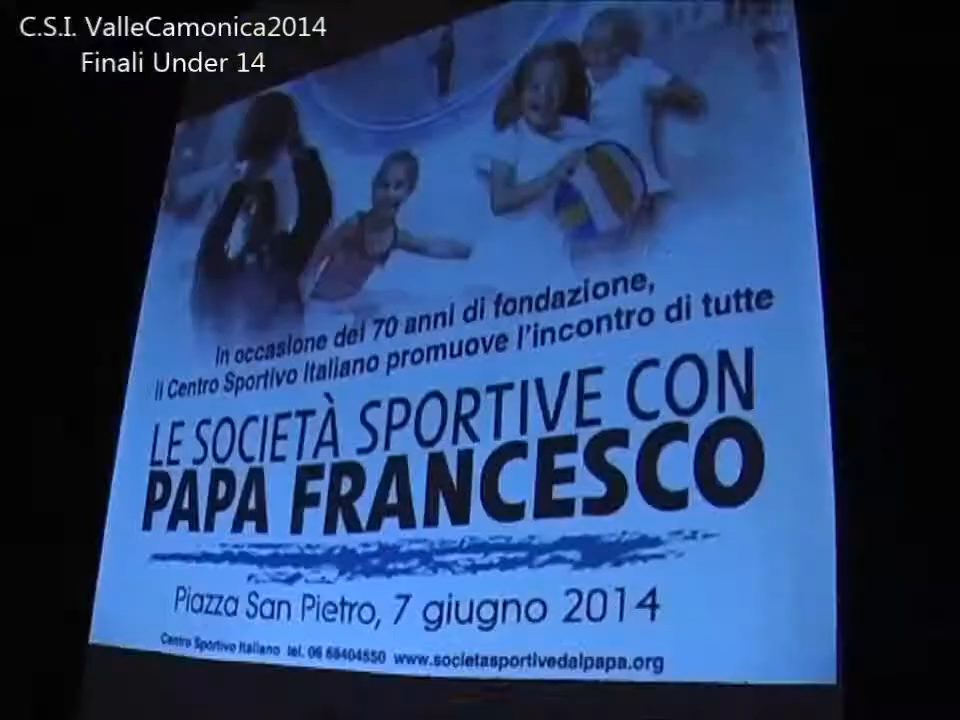 C.S.I. ValleCamonica2014
Finali Under 14
In occasione dei 70 anni di fondazione,
il Centro Sportivo Italiano promuove l'incontro di tutte
LE SOCIETÀ SPORTIVE CON
PAPA FRANCESCO
Piazza San Pietro, 7 giugno 2014
Centro Sportivo Italiano tel. 06 68404550 www.societasportivedalpapa.org